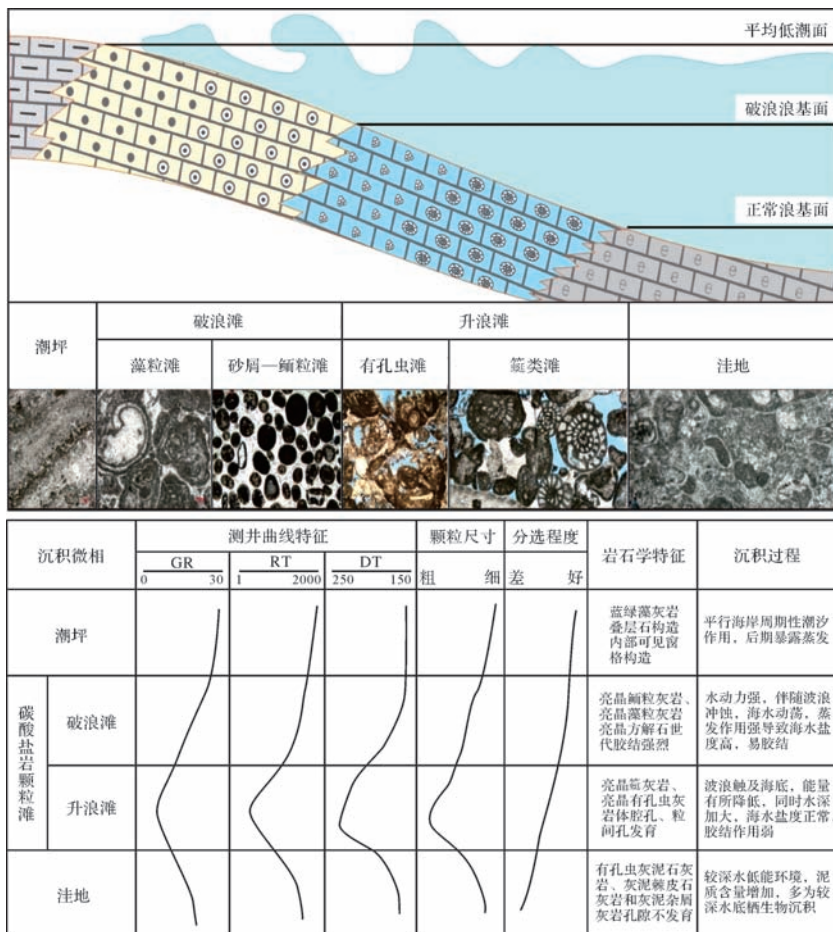 平均低潮面
破浪浪基面
正常浪基面
潮坪
破浪滩
升浪滩
藻粒滩
砂屑—鲕粒滩
有孔虫滩
䗴类滩
洼地
沉积微相
测井曲线特征
颗粒尺寸
分选程度
岩石学特征
沉积过程
GR
RT
DT
0 30
1 2000
250 150
粗 细
差 好
潮坪
蓝绿藻灰岩
叠层石构造
内部可见窗
格构造
平行海岸周期性潮汐
作用，后期暴露蒸发
碳酸盐岩颗粒滩
破浪滩
亮晶鲕粒灰岩、
亮晶藻粒灰岩
亮晶方解石世
代胶结强烈
水动力强，伴随波浪
冲蚀，海水动荡，蒸
发作用强导致海水盐
度高，易胶结
升浪滩
亮晶䗴灰岩、
亮晶有孔虫灰
岩体腔孔、粒
间孔发育
波浪触及海底，能量
有所降低，同时水深
加大，海水盐度正常，
胶结作用弱
洼地
有孔虫灰泥石灰
岩、灰泥棘皮石
灰岩和灰泥杂屑
灰岩孔隙不发育
较深水低能环境，泥
质含量增加，多为较
深水底栖生物沉积